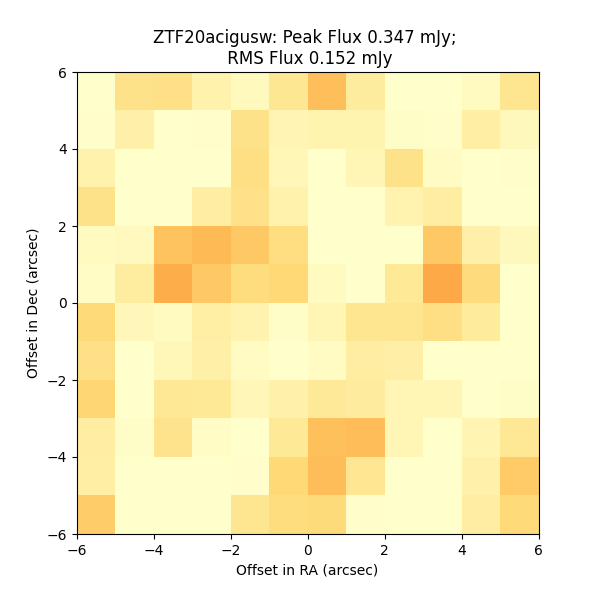 ZTF20acigusw: Peak Flux 0.347 mJy;
RMS Flux 0.152 mJy
6
4
2
0
−2
−4
−6
Offset in Dec (arcsec)
−6 −4 −2 0 2 4 6
Offset in RA (arcsec)